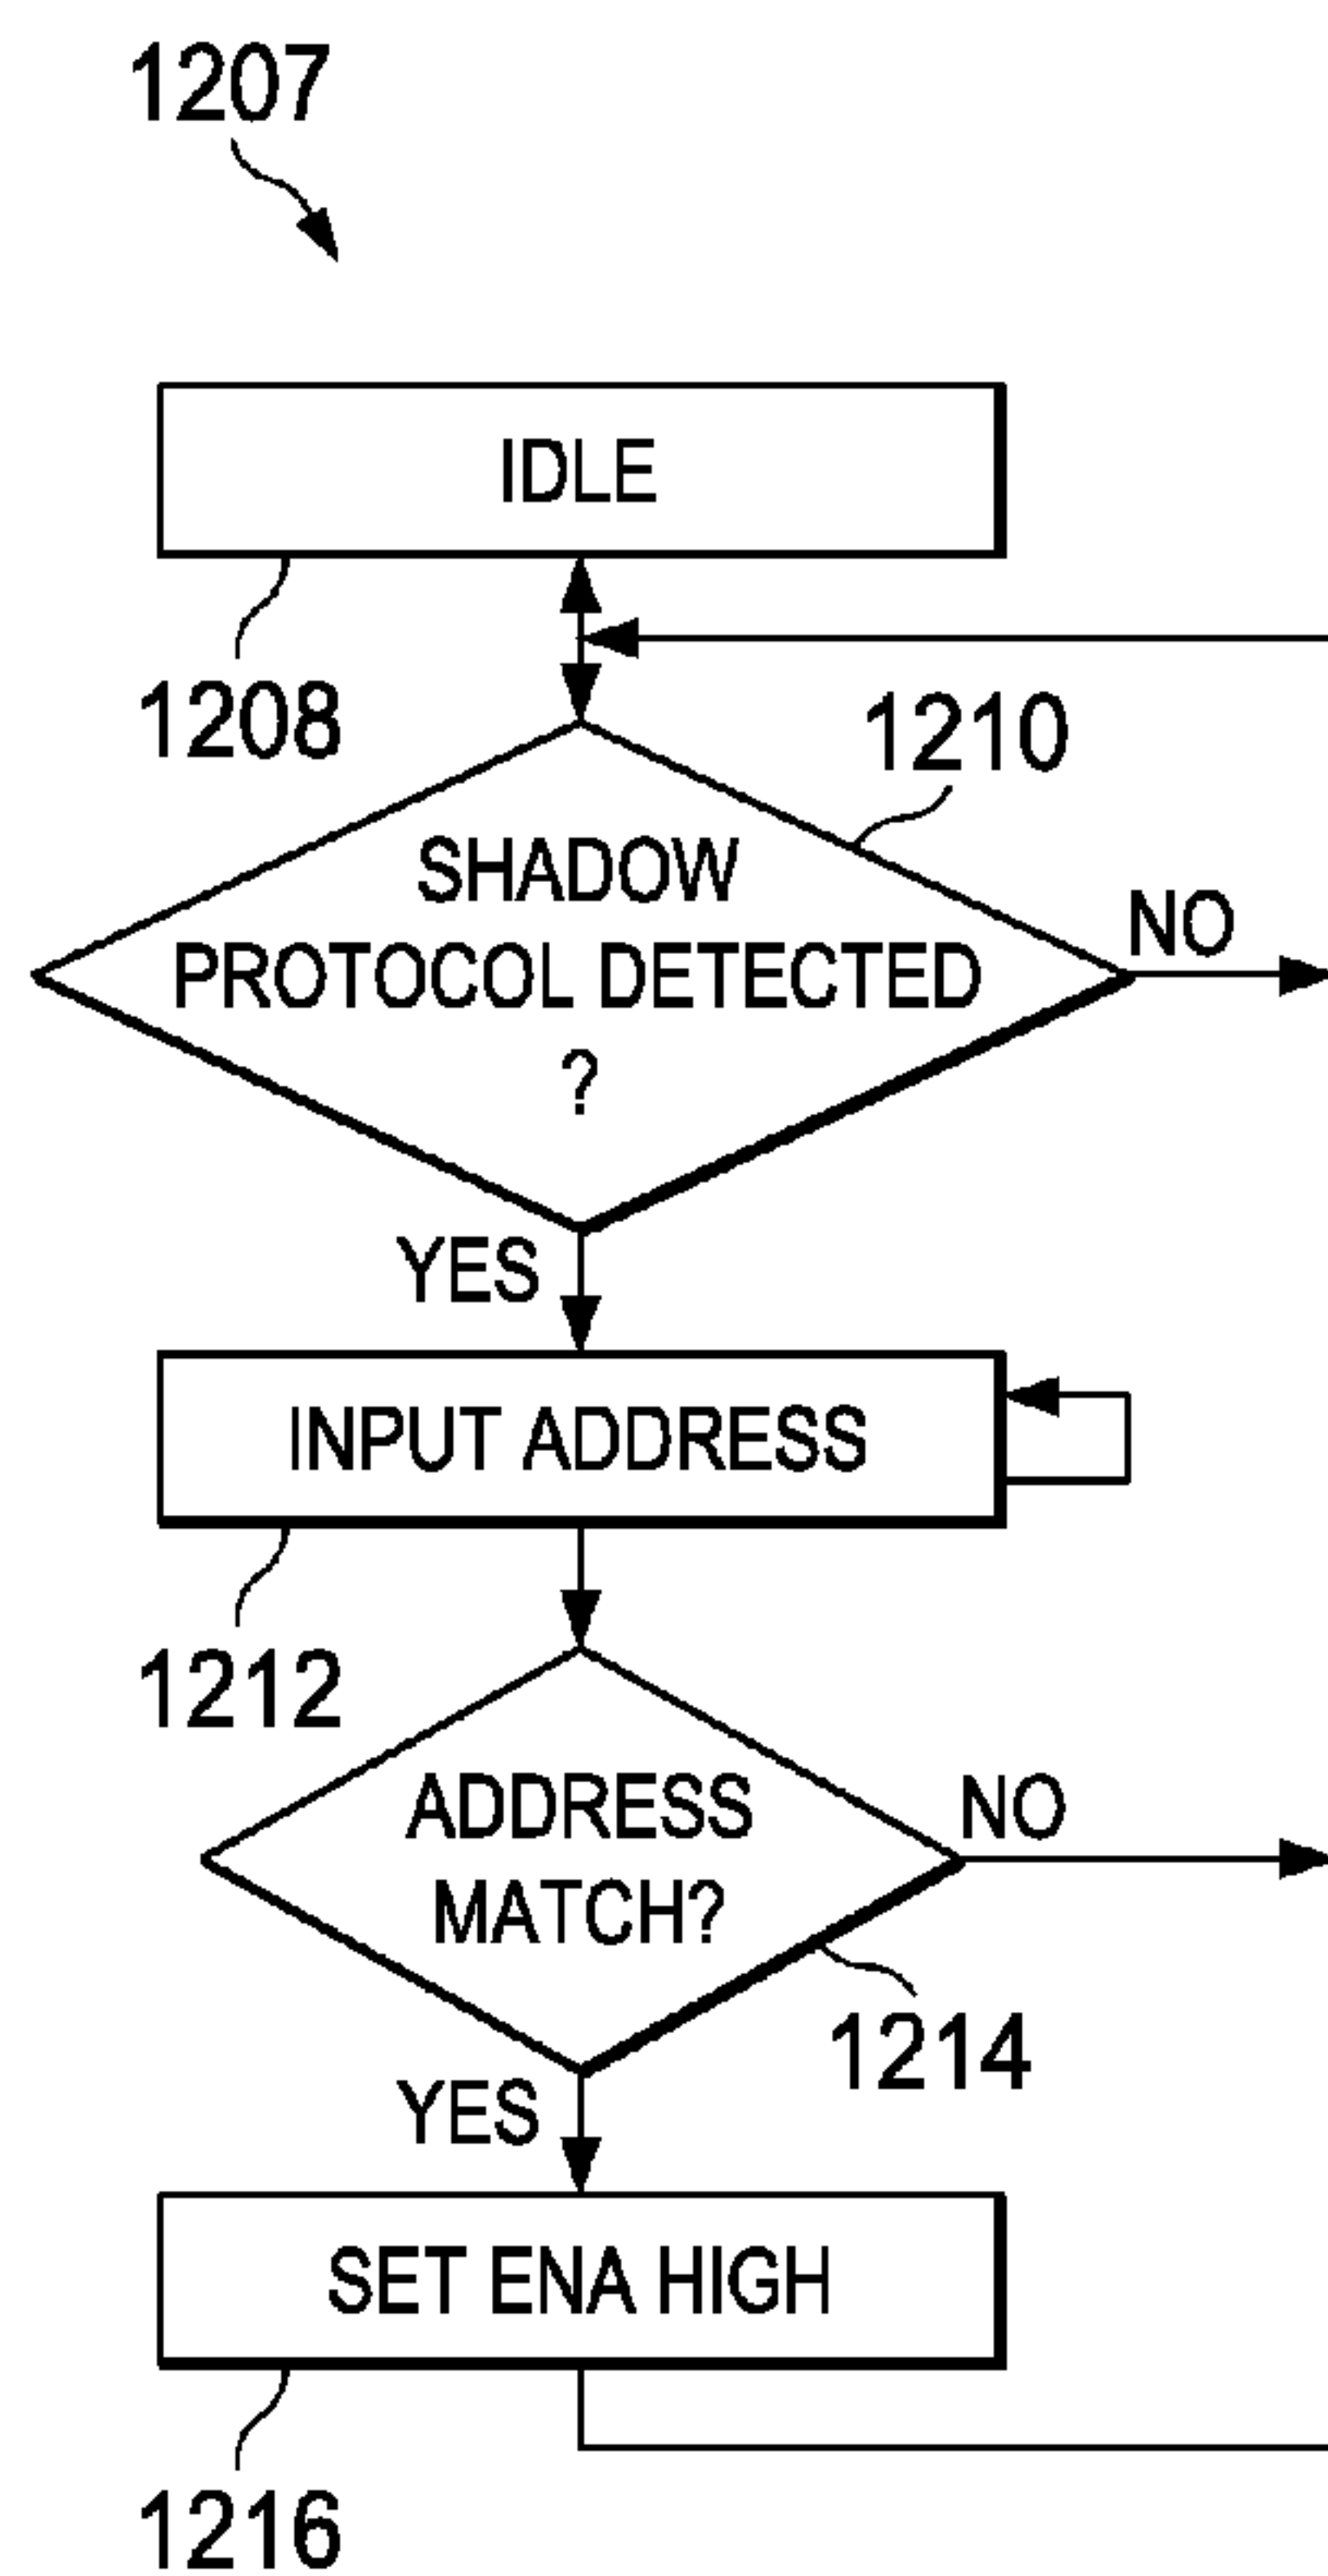 1207
IDLE
1208
1210
SHADOW
PROTOCOL DETECTED
?
NO
YES
INPUT ADDRESS
1212
ADDRESS
MATCH?
NO
1214
YES
SET ENA HIGH
1216